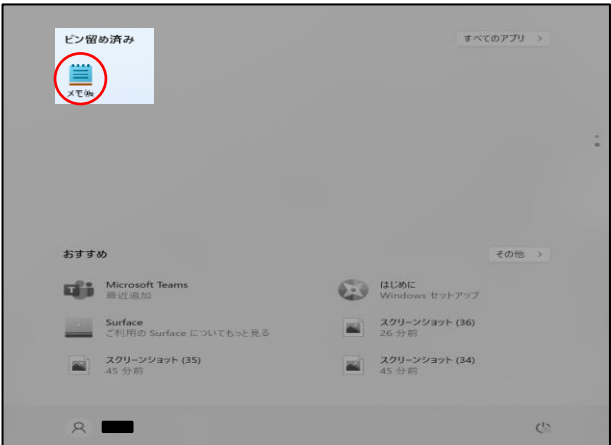 ピン留め済み
すべてのアプリ >
メモ帳
おすすめ
その他 >
Microsoft Teams
最近追加
はじめに
Windows セットアップ
Surface
ご利用の Surface についてもっと見る
スクリーンショット (36)
26 分前
スクリーンショット (35)
45 分前
スクリーンショット (34)
45 分前